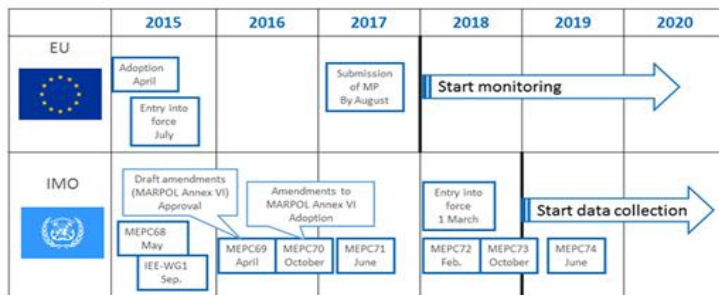 2015 2016 2017 2018 2019 2020
EU
Adoption
April
Entry into
force
July
Submission
of MP
By August
Start monitoring
IMO
Draft amendments
(MARPOL Annex VI)
Approval
Amendments to
MARPOL Annex VI
Adoption
Entry into
force
1 March
Start data collection
MEPC68
May
IEE-WG1
Sep.
MEPC69
April
MEPC70
October
MEPC71
June
MEPC72
Feb.
MEPC73
October
MEPC74
June